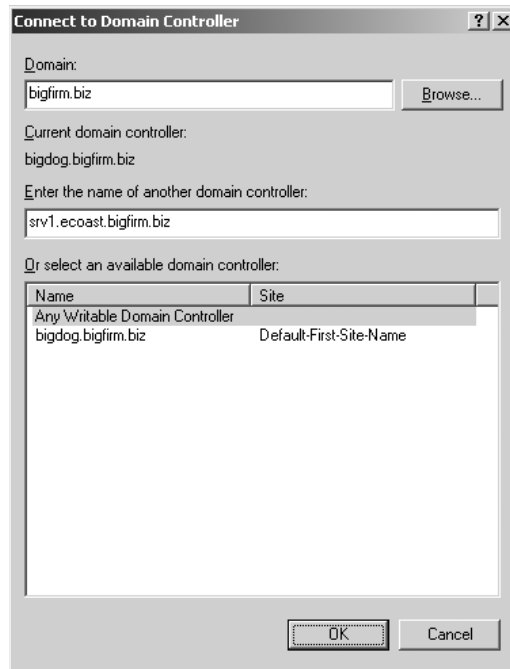 Connect to Domain Controller
Domain:
bigfirm.biz
Browse...
Current domain controller:
bigdog.bigfirm.biz
Enter the name of another domain controller:
srv1.ecoast.bigfirm.biz
Or select an available domain controller:
Name Site
Any Writable Domain Controller
bigdog.bigfirm.biz Default-First-Site-Name
OK Cancel